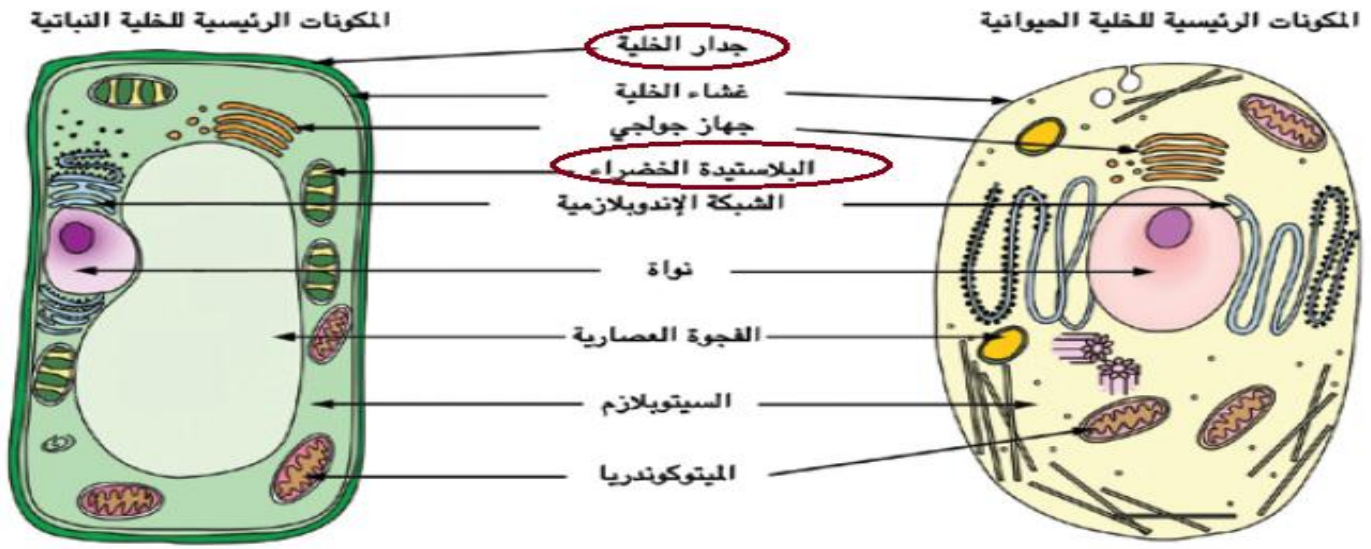 المكونات الرئيسية للخلية الحيوانية
المكونات الرئيسية للخلية النباتية
جدار الخلية
غشاء الخلية
جهاز جولجي
البلاستيدة الخضراء
الشبكة الإندوبلازمية
نواة
الفجوة العصارية
السيتوبلازم
الميتوكوندريا